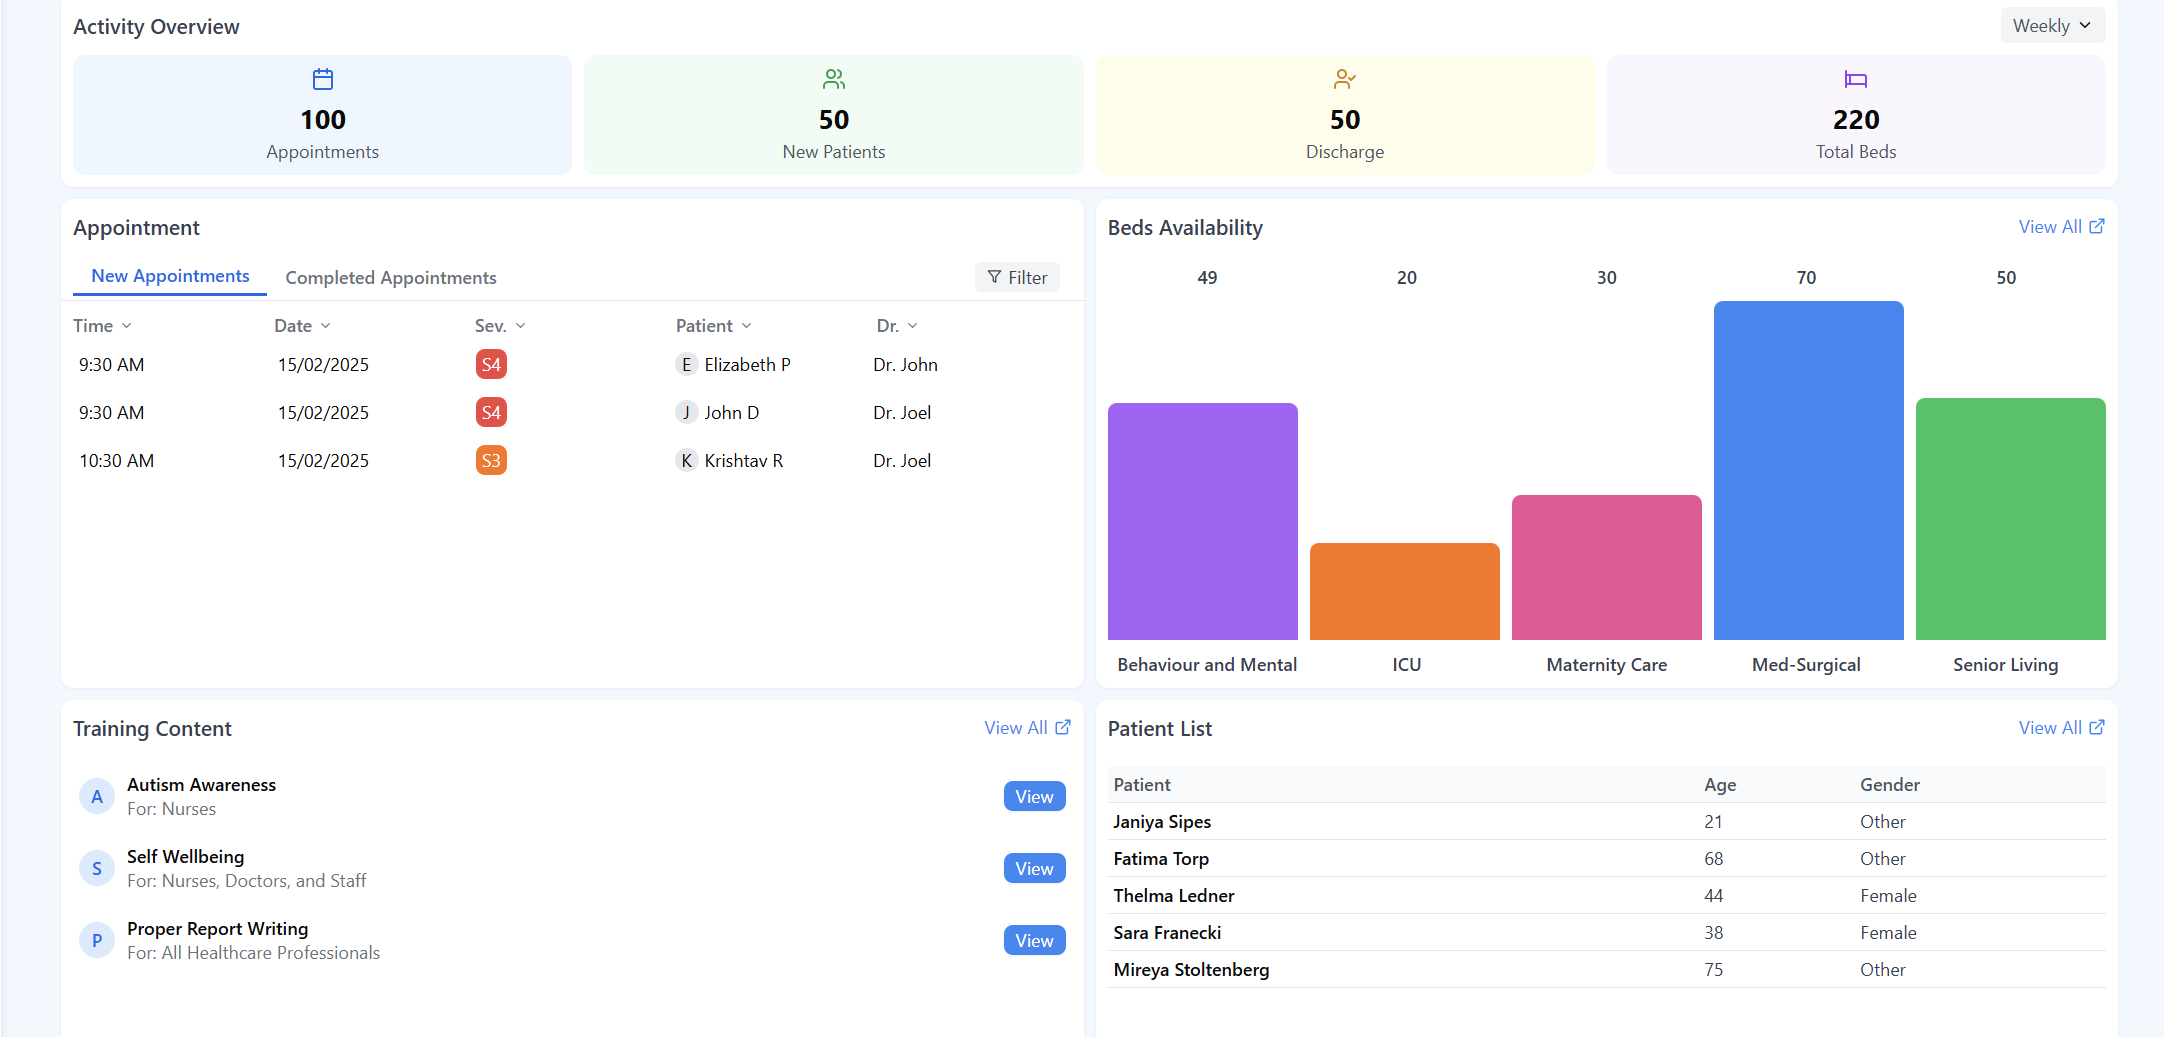 Activity Overview
Weekly
100
Appointments
50
New Patients
50
Discharge
220
Total Beds
Appointment
New Appointments Completed Appointments Filter
Time Date Sev. Patient Dr.
9:30 AM 15/02/2025 S4 E Elizabeth P Dr. John
9:30 AM 15/02/2025 S4 J John D Dr. Joel
10:30 AM 15/02/2025 S3 K Krishtav R Dr. Joel
Beds Availability View All
49 20 30 70 50
Behaviour and Mental ICU Maternity Care Med-Surgical Senior Living
Training Content View All
A Autism Awareness
For: Nurses
View
S Self Wellbeing
For: Nurses, Doctors, and Staff
View
P Proper Report Writing
For: All Healthcare Professionals
View
Patient List View All
Patient Age Gender
Janiya Sipes 21 Other
Fatima Torp 68 Other
Thelma Ledner 44 Female
Sara Franecki 38 Female
Mireya Stoltenberg 75 Other